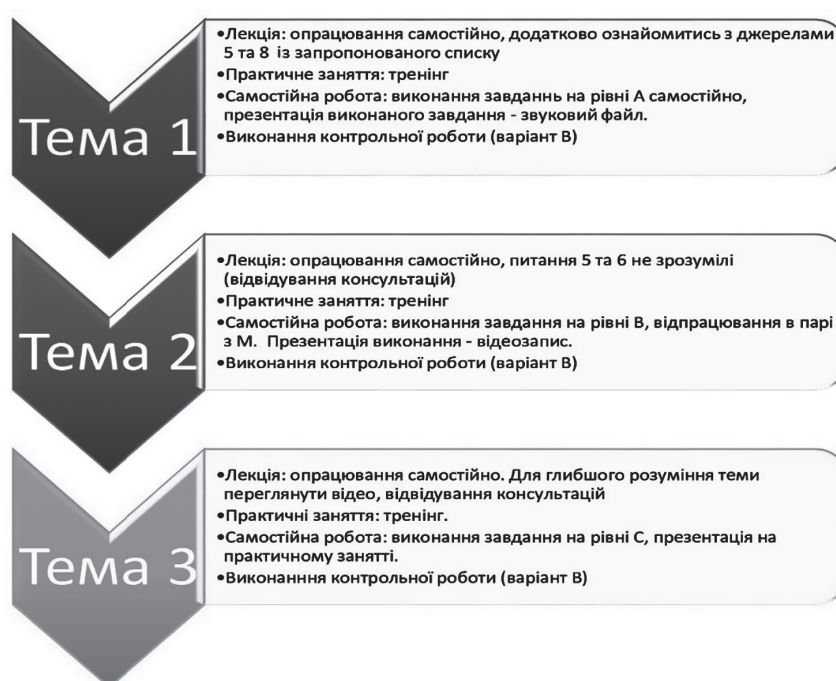 Тема 1
•Лекція: опрацювання самостійно, додатково ознайомитись з джерелами
5 та 8 із запропонованого списку
•Практичне заняття: тренінг
•Самостійна робота: виконання завданнь на рівні А самостійно,
презентація виконаного завдання - звуковий файл.
•Виконання контрольної роботи (варіант В)
Тема 2
•Лекція: опрацювання самостійно, питання 5 та 6 не зрозумілі
(відвідування консультацій)
•Практичне заняття: тренінг
•Самостійна робота: виконання завдання на рівні В, відпрацювання в парі
з М. Презентація виконання - відеозапис.
•Виконання контрольної роботи (варіант В)
Тема 3
•Лекція: опрацювання самостійно. Для глибшого розуміння теми
переглянути відео, відвідування консультацій
•Практичні заняття: тренінг.
•Самостійна робота: виконання завдання на рівні С, презентація на
практичному занятті.
•Виконанння контрольної роботи (варіант В)